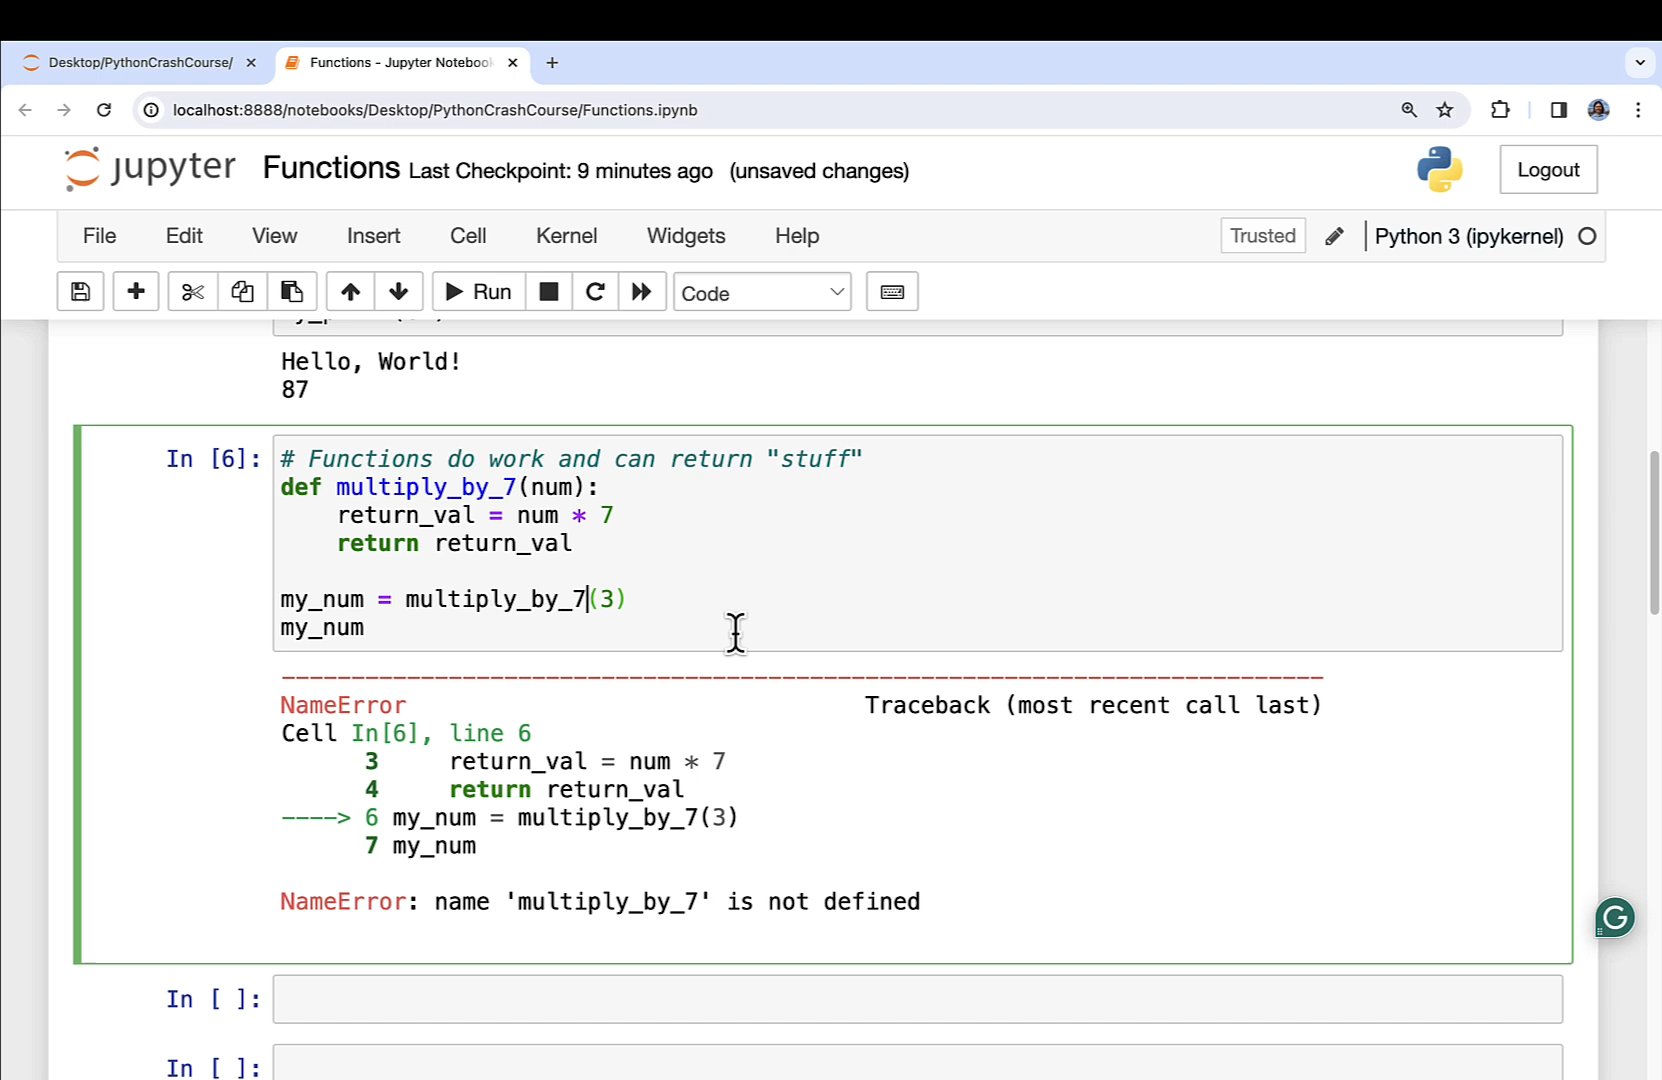 Desktop/PythonCrashCourse/
Functions - Jupyter Noteboo
localhost:8888/notebooks/Desktop/PythonCrashCourse/Functions.ipynb
jupyter Functions Last Checkpoint: 9 minutes ago (unsaved changes)
Logout
File Edit View Insert Cell Kernel Widgets Help
Trusted Python 3 (ipykernel)
Run Code
Hello, World!
87
In [6]: # Functions do work and can return "stuff"
def multiply_by_7(num):
    return_val = num * 7
    return return_val
my_num = multiply_by_7(3)
my_num
NameError Traceback (most recent call last)
Cell In[6], line 6
3     return_val = num * 7
4     return return_val
----> 6 my_num = multiply_by_7(3)
7 my_num
NameError: name 'multiply_by_7' is not defined
In [ ]:
In [ ]: